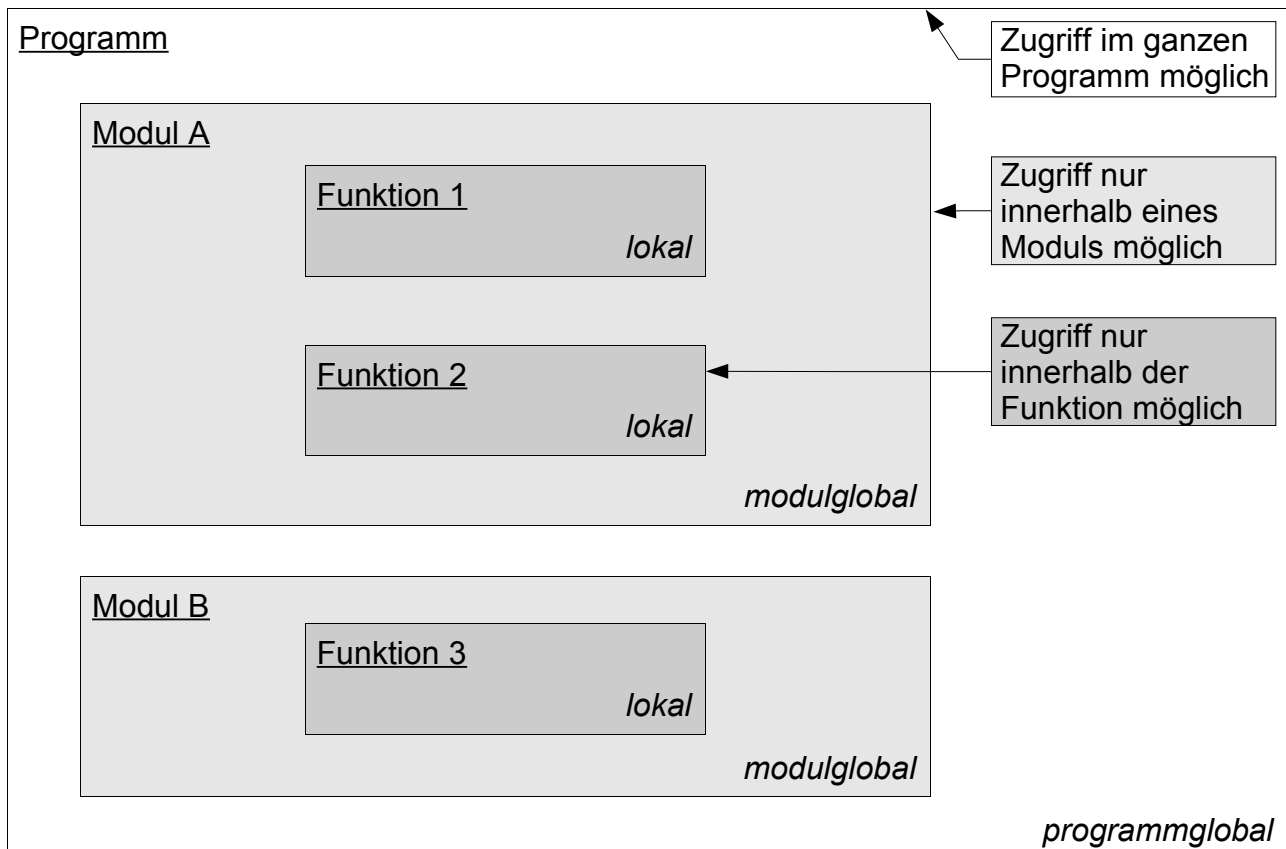 Programm
Zugriff im ganzen
Programm möglich
Modul A
Funktion 1
lokal
Zugriff nur
innerhalb eines
Moduls möglich
Funktion 2
lokal
Zugriff nur
innerhalb der
Funktion möglich
modulglobal
Modul B
Funktion 3
lokal
modulglobal
programmglobal